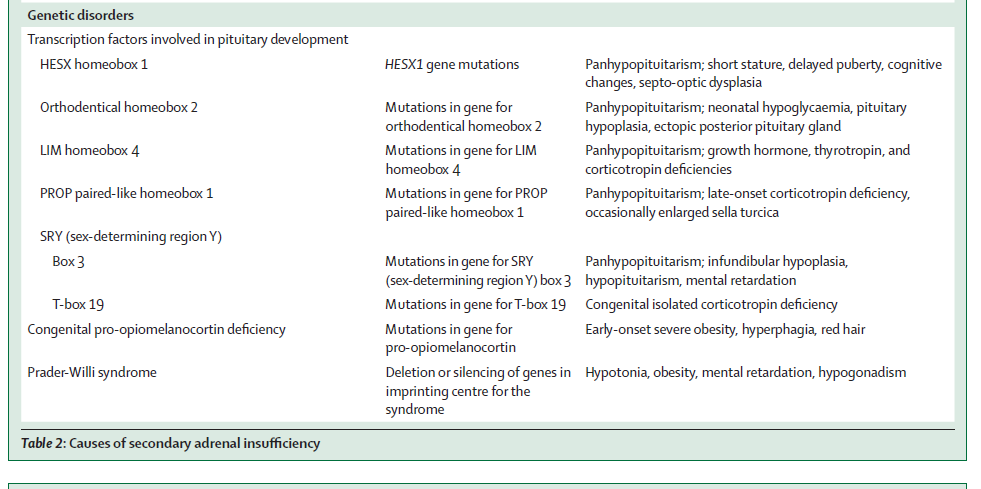 Genetic disorders
Transcription factors involved in pituitary development
HESX homeobox 1 HESX1 gene mutations Panhypopituitarism; short stature, delayed puberty, cognitive
changes, septo-optic dysplasia
Orthodentical homeobox 2 Mutations in gene for Panhypopituitarism; neonatal hypoglycaemia, pituitary
orthodentical homeobox 2 hypoplasia, ectopic posterior pituitary gland
LIM homeobox 4 Mutations in gene for LIM Panhypopituitarism; growth hormone, thyrotropin, and
homeobox 4 corticotropin deficiencies
PROP paired-like homeobox 1 Mutations in gene for PROP Panhypopituitarism; late-onset corticotropin deficiency,
paired-like homeobox 1 occasionally enlarged sella turcica
SRY (sex-determining region Y)
Box 3 Mutations in gene for SRY Panhypopituitarism; infundibular hypoplasia,
(sex-determining region Y) box 3 hypopituitarism, mental retardation
T-box 19 Mutations in gene for T-box 19 Congenital isolated corticotropin deficiency
Congenital pro-opiomelanocortin deficiency Mutations in gene for Early-onset severe obesity, hyperphagia, red hair
pro-opiomelanocortin
Prader-Willi syndrome Deletion or silencing of genes in Hypotonia, obesity, mental retardation, hypogonadism
imprinting centre for the
syndrome
Table 2: Causes of secondary adrenal insufficiency